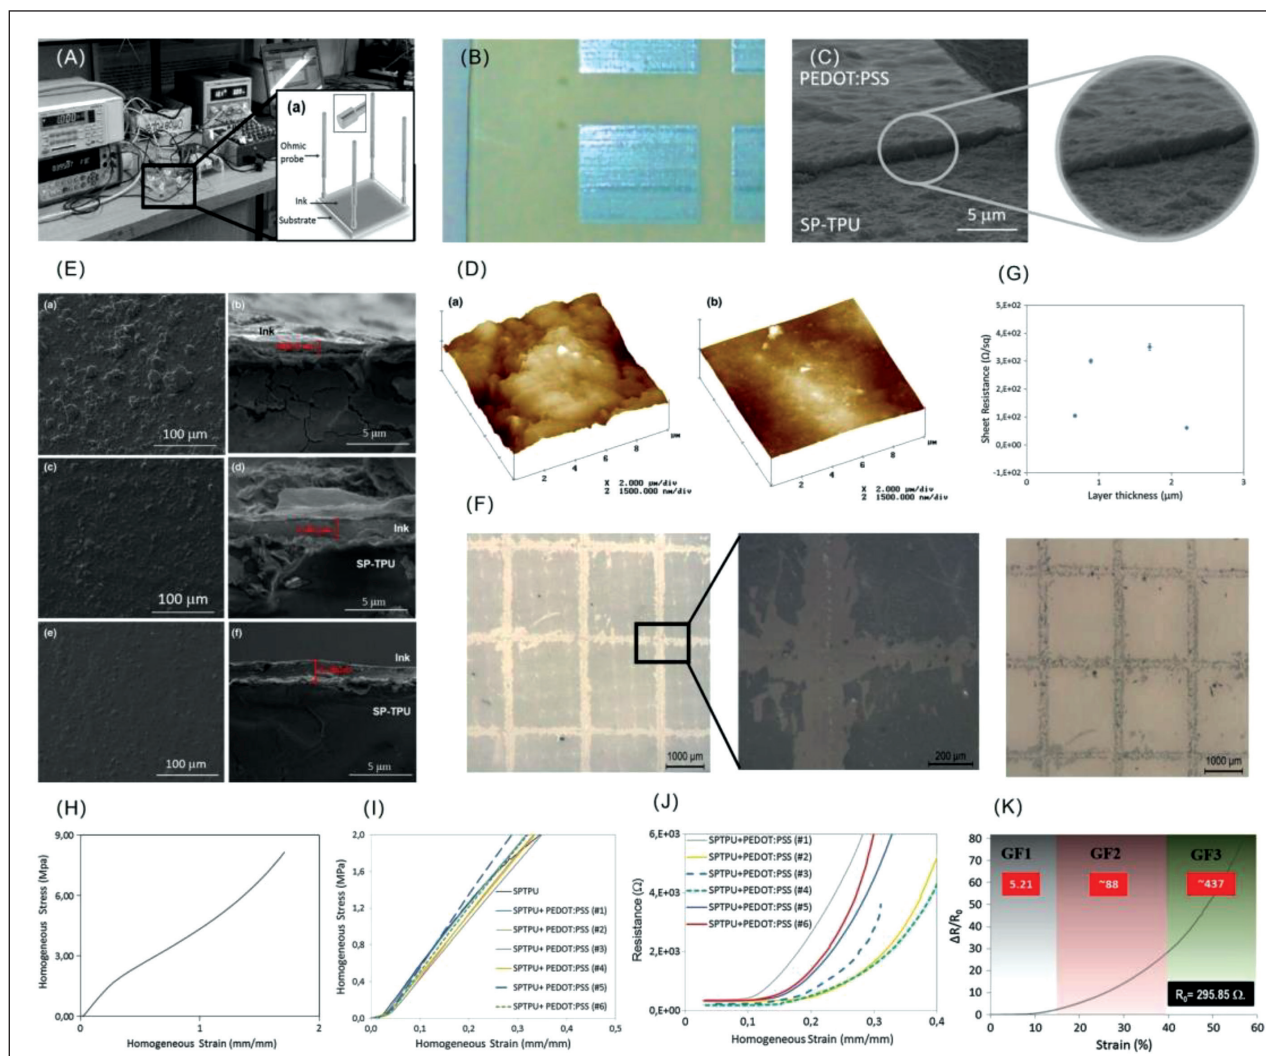 (A)
(a)
Ohmic
probe
Ink
Substrate
(B)
(C)
PEDOT:PSS
SP-TPU
5 µm
(E)
(a)
100 µm
(b)
Ink
5 µm
(c)
100 µm
(d)
Ink
SP-TPU
5 µm
(e)
100 µm
(f)
Ink
SP-TPU
5 µm
(D)
(a)
2
4
6
8
µM
X 2.000 µm/div
Z 1500.000 nm/div
(b)
2
4
6
8
µM
X 2.000 µm/div
Z 1500.000 nm/div
(G)
Sheet Resistance (Ω/sq)
5,E+02
4,E+02
3,E+02
2,E+02
1,E+02
0,E+00
-1,E+02
0 1 2 3
Layer thickness (µm)
(F)
1000 µm
200 µm
1000 µm
(H)
Homogeneous Stress (Mpa)
9,00
6,00
3,00
0,00
0 1 2
Homogeneous Strain (mm/mm)
(I)
Homogeneous Stress (MPa)
2,0
1,6
1,2
0,8
0,4
0,0
0,0 0,1 0,2 0,3 0,4 0,5
Homogeneous Strain (mm/mm)
SPTPU
SPTPU+ PEDOT:PSS (#1)
SPTPU+ PEDOT:PSS (#2)
SPTPU+ PEDOT:PSS (#3)
SPTPU+ PEDOT:PSS (#4)
SPTPU+ PEDOT:PSS (#5)
SPTPU+ PEDOT:PSS (#6)
(J)
Resistance (Ω)
6,E+03
4,E+03
2,E+03
0,E+00
0 0,1 0,2 0,3 0,4
Homogeneous Strain (mm/mm)
SPTPU+PEDOT:PSS (#1)
SPTPU+PEDOT:PSS (#2)
SPTPU+PEDOT:PSS (#3)
SPTPU+PEDOT:PSS (#4)
SPTPU+PEDOT:PSS (#5)
SPTPU+PEDOT:PSS (#6)
(K)
ΔR/R₀
80
70
60
50
40
30
20
10
0
GF1 GF2 GF3
5.21 ~88 ~437
R₀= 295.85 Ω.
0 10 20 30 40 50 60
Strain (%)